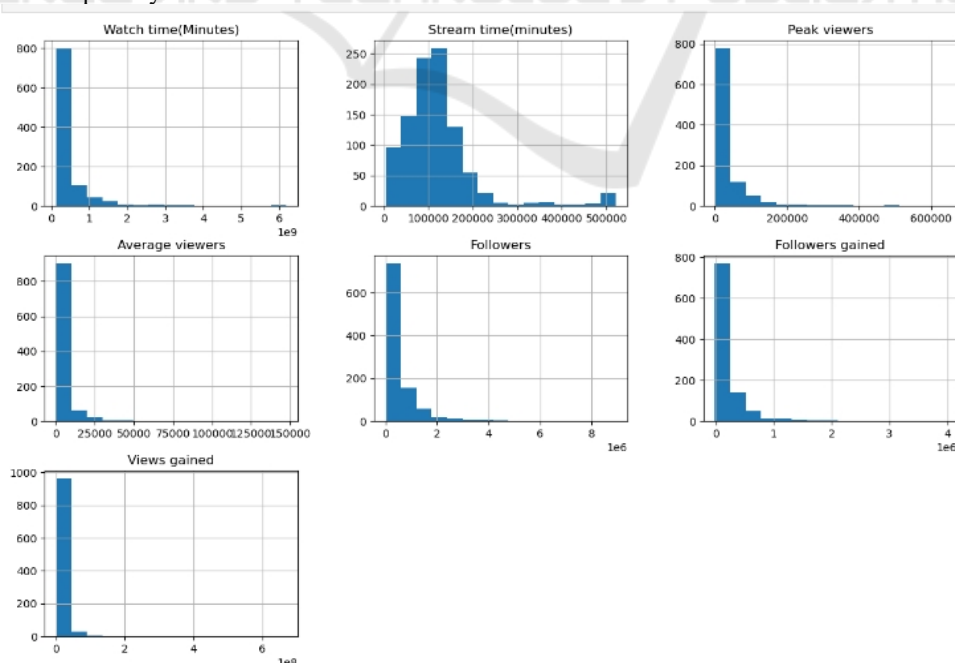 Watch time(Minutes)
800
600
400
200
0
0 1 2 3 4 5 6
1e9
Stream time(minutes)
250
200
150
100
50
0
0 100000 200000 300000 400000 500000
Peak viewers
800
600
400
200
0
0 200000 400000 600000
Average viewers
800
600
400
200
0
0 25000 50000 75000 100000 125000 150000
Followers
600
400
200
0
0 2 4 6 8
1e6
Followers gained
800
600
400
200
0
0 1 2 3 4
1e6
Views gained
1000
800
600
400
200
0
0 2 4 6